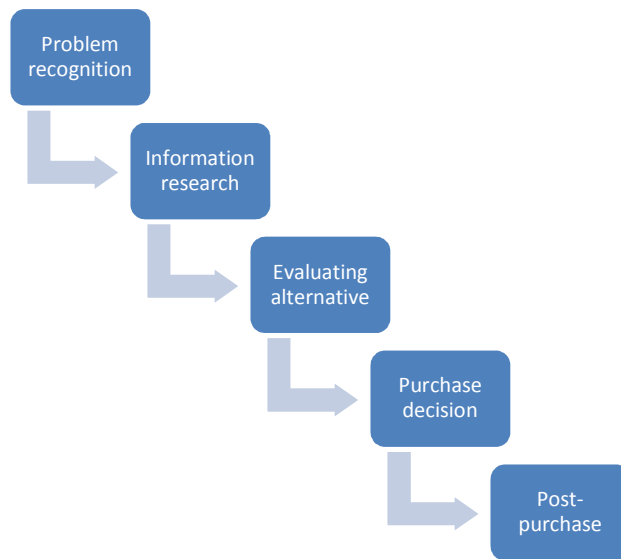 Problem
recognition
Information
research
Evaluating
alternative
Purchase
decision
Post-
purchase